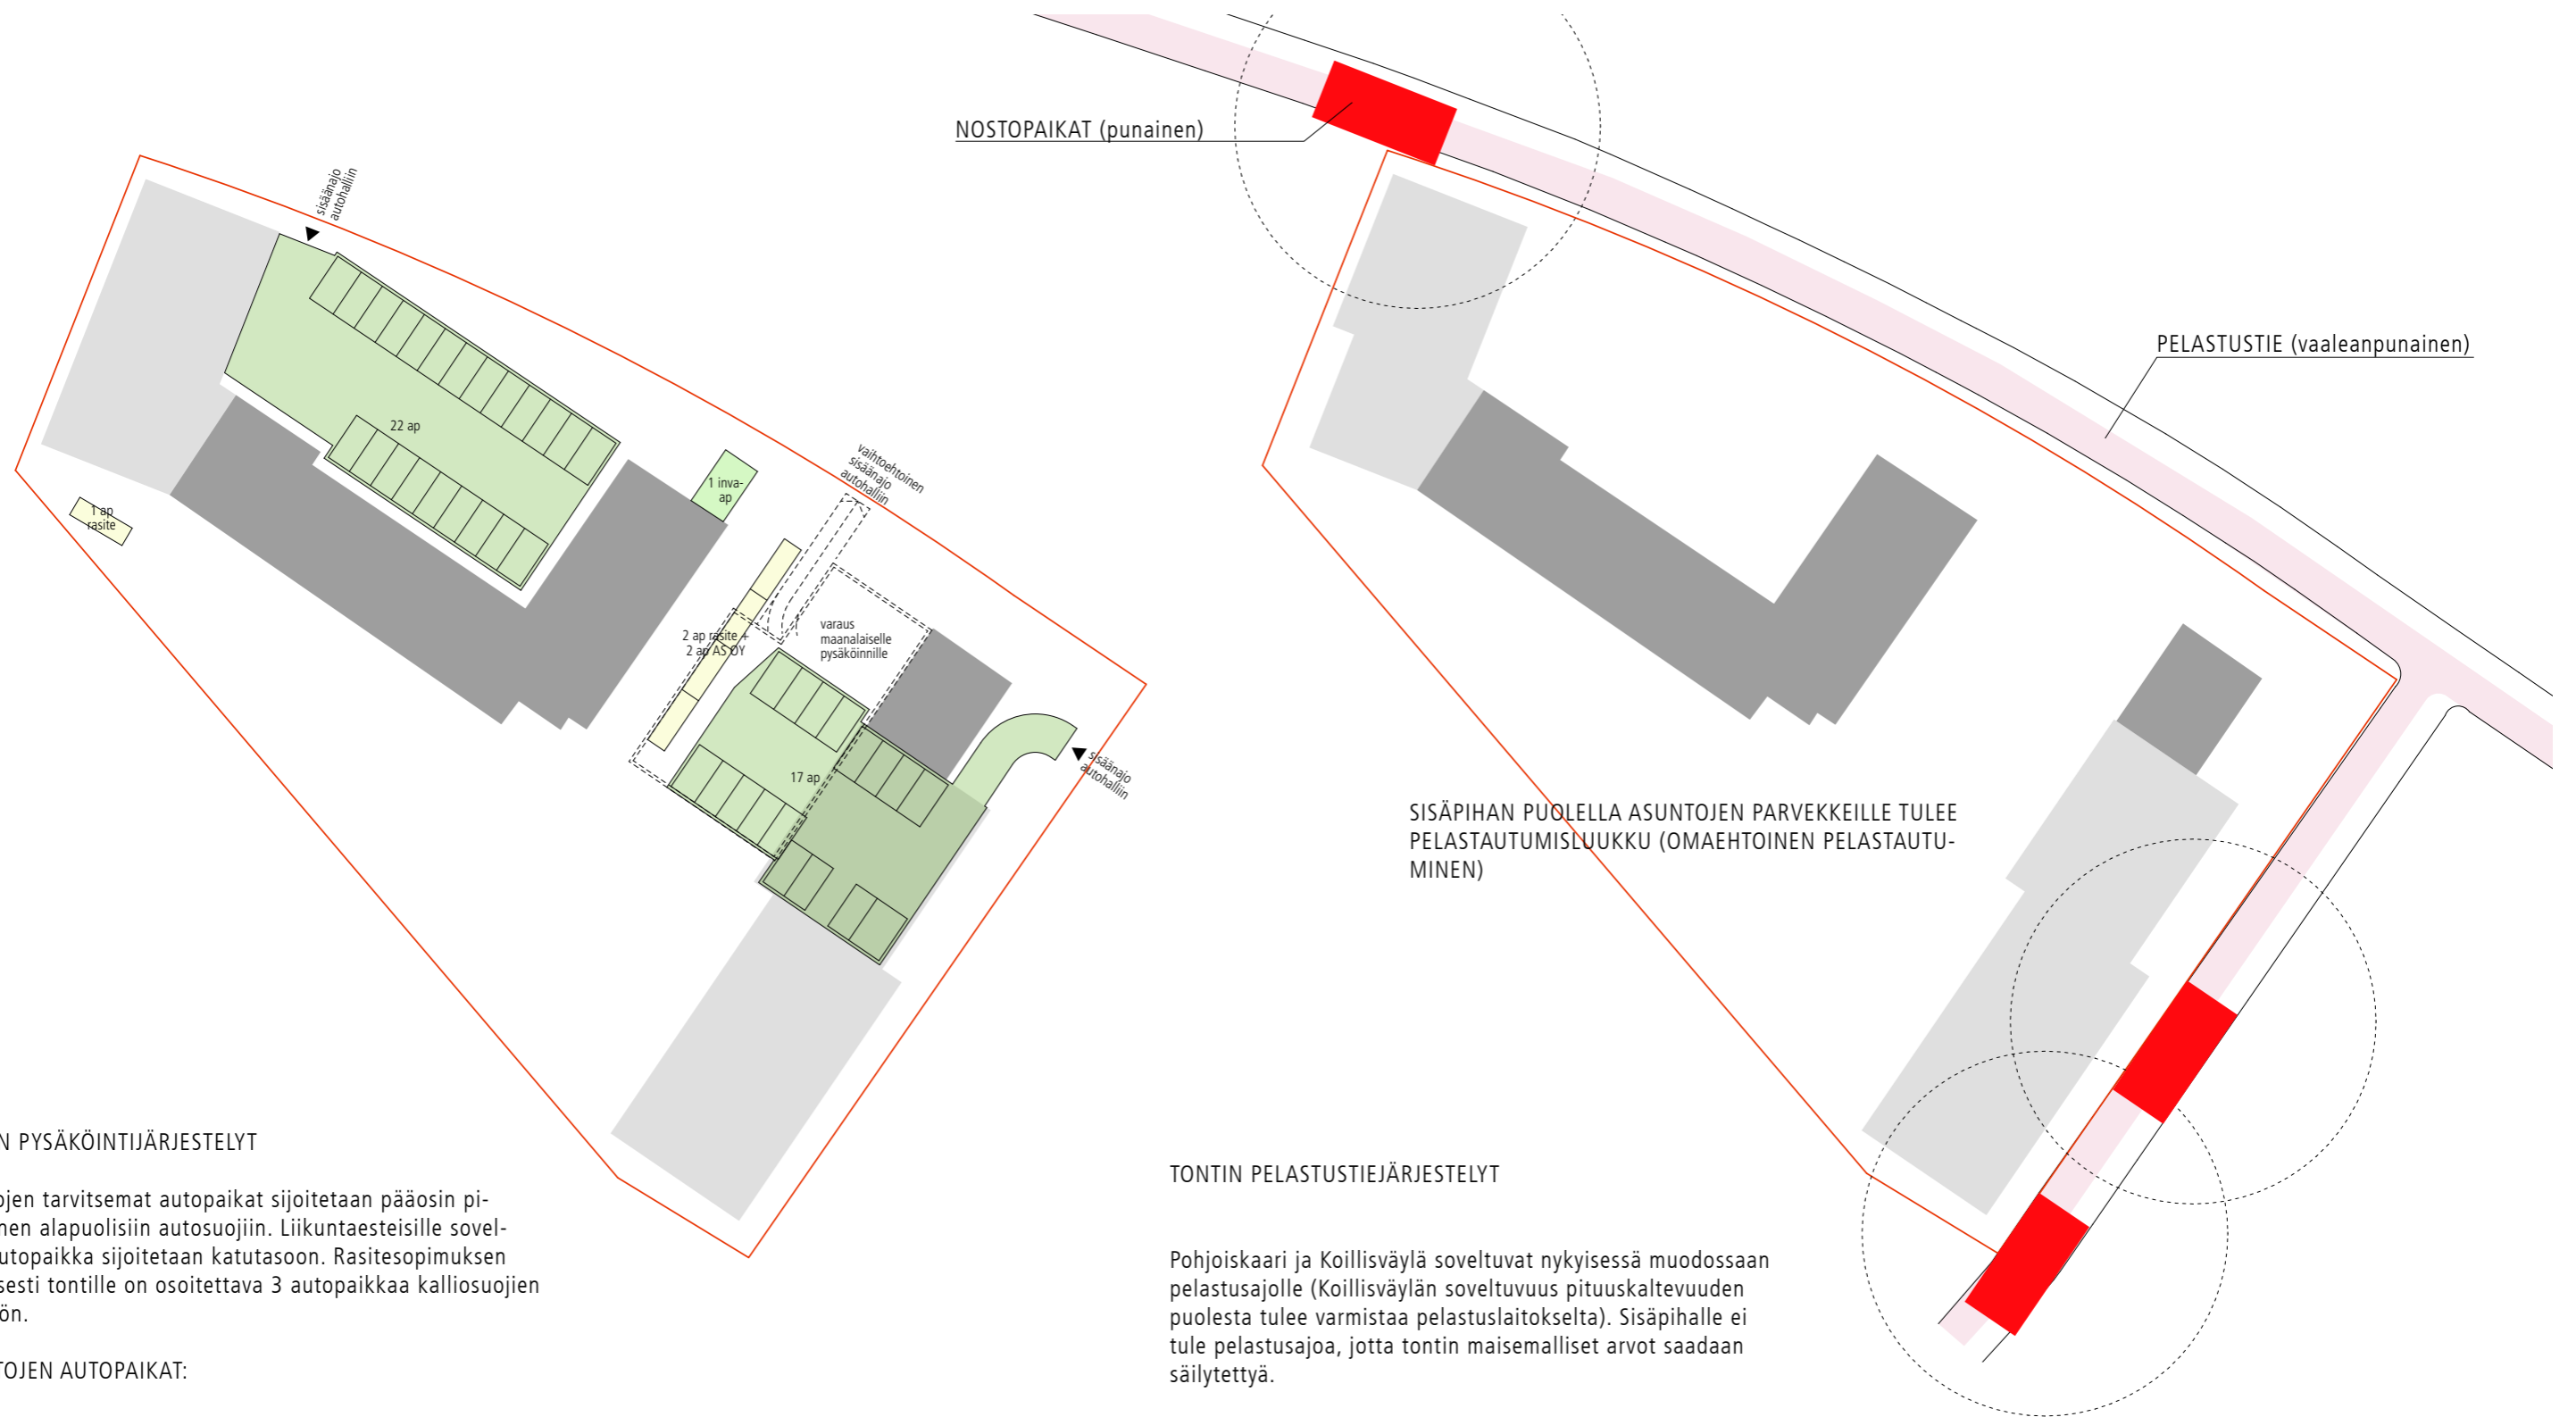 NOSTOPAIKAT (punainen)
PELASTUSTIE (vaaleanpunainen)
sisäänajo
autohalliin
22 ap
1 inva-
ap
vaihtoehtoinen
sisäänajo
autohalliin
1 ap
rasite
2 ap rasite +
2 ap AS OY
varaus
maanalaiselle
pysäköinnille
17 ap
sisäänajo
autohalliin
SISÄPIHAN PUOLELLA ASUNTOJEN PARVEKKEILLE TULEE
PELASTAUTUMISLUUKKU (OMAEHTOINEN PELASTAUTU-
MINEN)
N PYSÄKÖINTIJÄRJESTELYT
ojen tarvitsemat autopaikat sijoitetaan pääosin pi-
nen alapuolisiin autosuojiin. Liikuntaesteisille sovel-
utopaikka sijoitetaan katutasoon. Rasitesopimuksen
sesti tontille on osoitettava 3 autopaikkaa kalliosuojien
ön.
TOJEN AUTOPAIKAT:
TONTIN PELASTUSTIEJÄRJESTELYT
Pohjoiskaari ja Koillisväylä soveltuvat nykyisessä muodossaan
pelastusajolle (Koillisväylän soveltuvuus pituuskaltevuuden
puolesta tulee varmistaa pelastuslaitokselta). Sisäpihalle ei
tule pelastusajoa, jotta tontin maisemalliset arvot saadaan
säilytettyä.